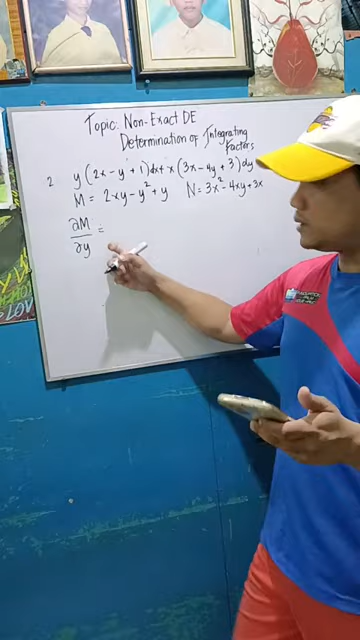 Topic: Non-Exact DE
Determination of Integrating Factors
2 y(2x - y + 1)dx + x(3x - 4y + 3)dy
M = 2xy - y² + y N = 3x² - 4xy + 3x
∂M/∂y =